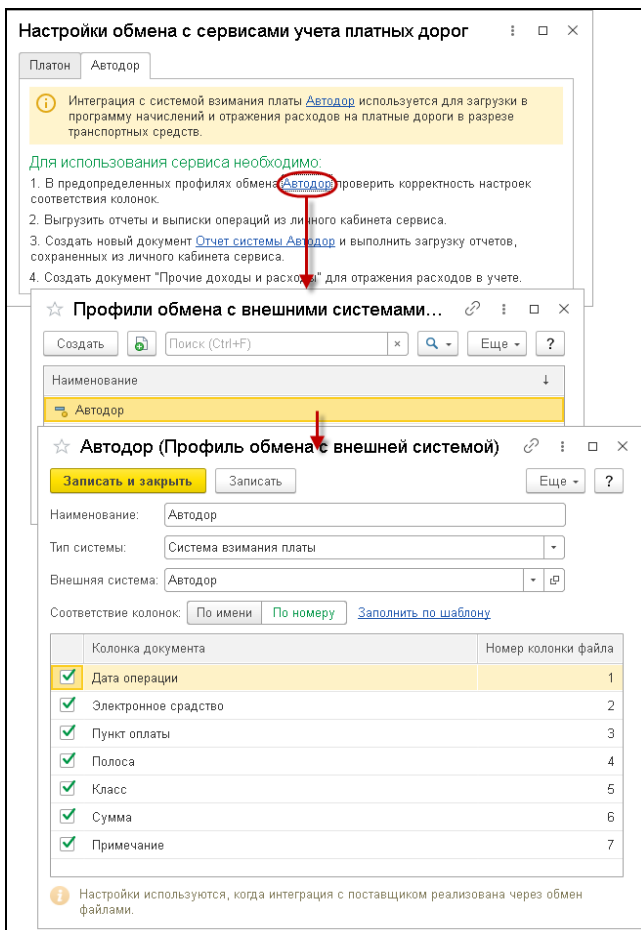 Настройки обмена с сервисами учета платных дорог
Платон Автодор
Интеграция с системой взимания платы Автодор используется для загрузки в
программу начислений и отражения расходов на платные дороги в разрезе
транспортных средств.
Для использования сервиса необходимо:
1. В предопределенных профилях обмена Автодор проверить корректность настроек
соответствия колонок.
2. Выгрузить отчеты и выписки операций из личного кабинета сервиса.
3. Создать новый документ Отчет системы Автодор и выполнить загрузку отчетов,
сохраненных из личного кабинета сервиса.
4. Создать документ "Прочие доходы и расходы" для отражения расходов в учете.
Профили обмена с внешними системами...
Создать Поиск (Ctrl+F) × Еще ?
Наименование ↓
Автодор
Автодор (Профиль обмена с внешней системой)
Записать и закрыть Записать Еще ?
Наименование: Автодор
Тип системы: Система взимания платы
Внешняя система: Автодор
Соответствие колонок: По имени По номеру Заполнить по шаблону
Колонка документа Номер колонки файла
Дата операции 1
Электронное срадство 2
Пункт оплаты 3
Полоса 4
Класс 5
Сумма 6
Примечание 7
Настройки используются, когда интеграция с поставщиком реализована через обмен
файлами.